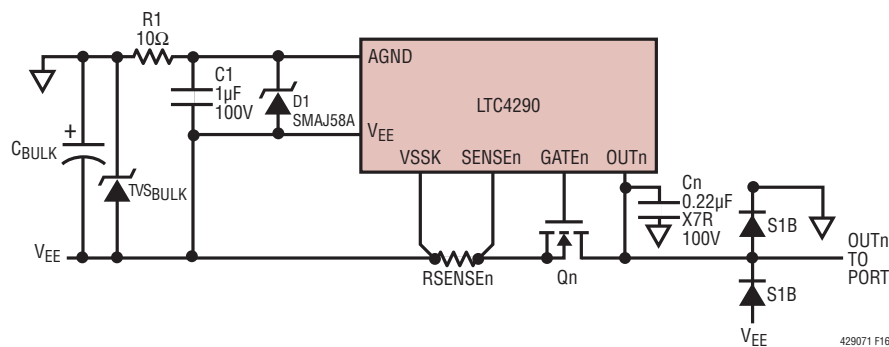 R1
10Ω
C1
1µF
100V
D1
SMAJ58A
AGND
LTC4290
VEE
VSSK SENSEn GATEn OUTn
+
CBULK
TVSBULK
Cn
0.22µF
X7R
100V
S1B
OUTn
TO
PORT
VEE
RSENSEn
Qn
S1B
VEE
429071 F16